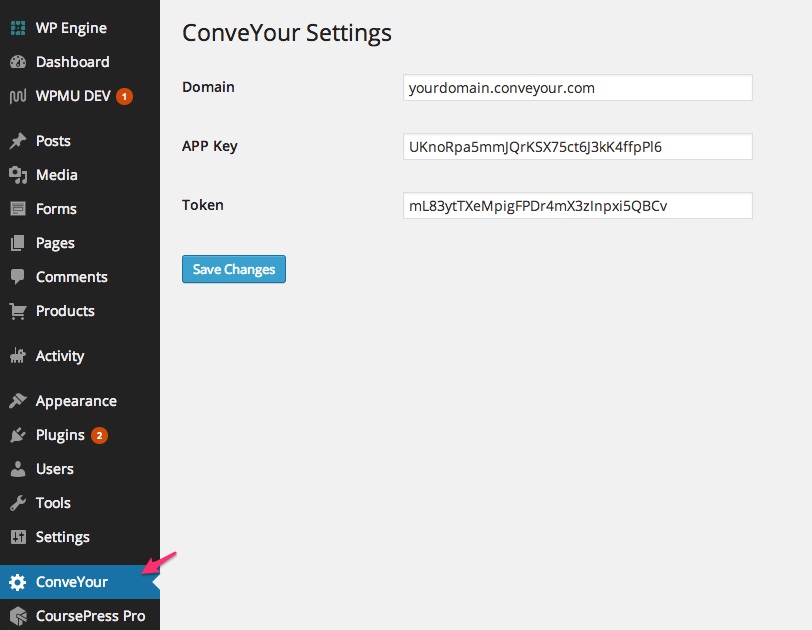 WP Engine
Dashboard
WPMU DEV 1
Posts
Media
Forms
Pages
Comments
Products
Activity
Appearance
Plugins 2
Users
Tools
Settings
ConveYour
CoursePress Pro
ConveYour Settings
Domain yourdomain.conveyour.com
APP Key UKnoRpa5mmJQrKSX75ct6J3kK4ffpPl6
Token mL83ytTXeMpigFPDr4mX3zInpxi5QBCv
Save Changes